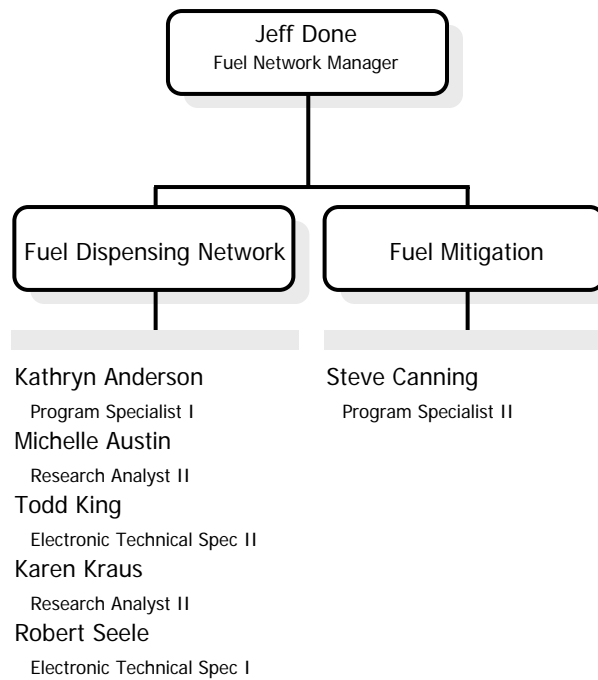 Jeff Done
Fuel Network Manager
Fuel Dispensing Network
Fuel Mitigation
Kathryn Anderson
Program Specialist I
Michelle Austin
Research Analyst II
Todd King
Electronic Technical Spec II
Karen Kraus
Research Analyst II
Robert Seele
Electronic Technical Spec I
Steve Canning
Program Specialist II